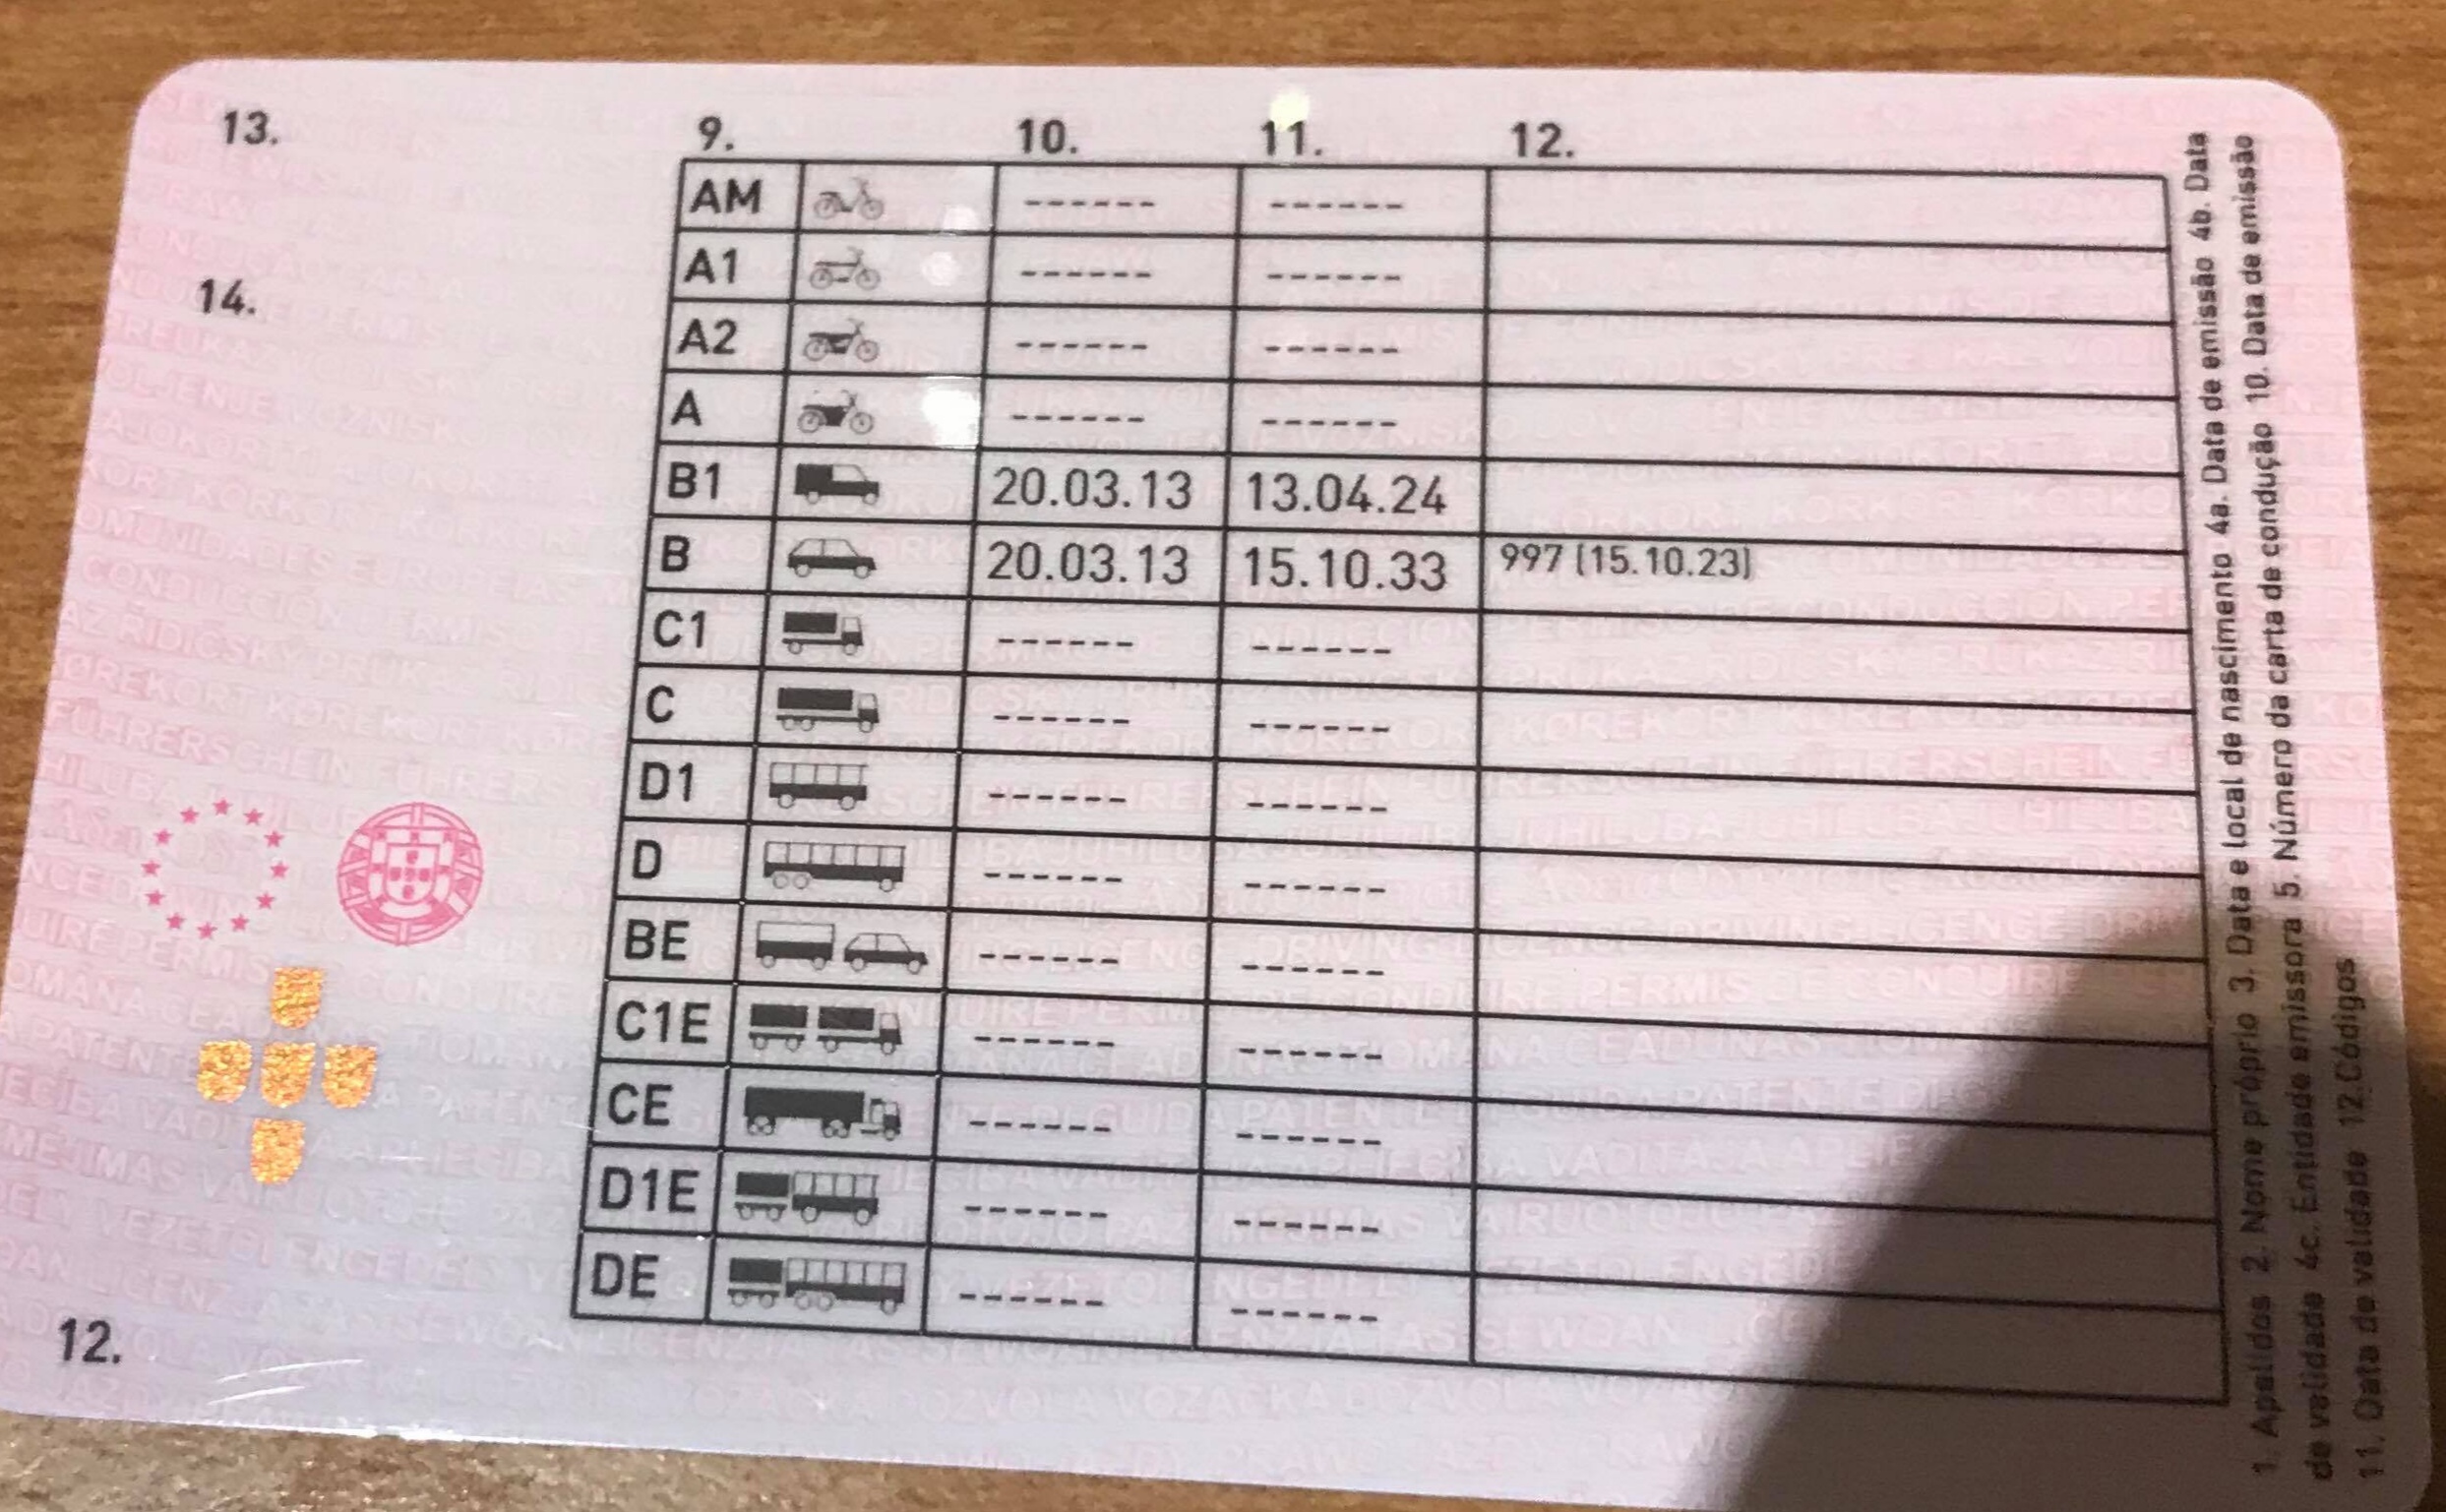 13.
14.
12.
9. 10. 11. 12.
AM ------ ------
A1 ------ ------
A2 ------ ------
A ------ ------
B1 20.03.13 13.04.24
B 20.03.13 15.10.33 997 (15.10.23)
C1 ------ ------
C ------ ------
D1 ------ ------
D ------ ------
BE ------ ------
C1E ------ ------
CE ------ ------
D1E ------ ------
DE ------ ------
1. Apelidos 2. Nome próprio 3. Data e local de nascimento 4a. Data de emissão 4b. Data
de validade 4c. Entidade emissora 5. Número da carta de condução 10. Data de emissão
11. Data de validade 12.Códigos